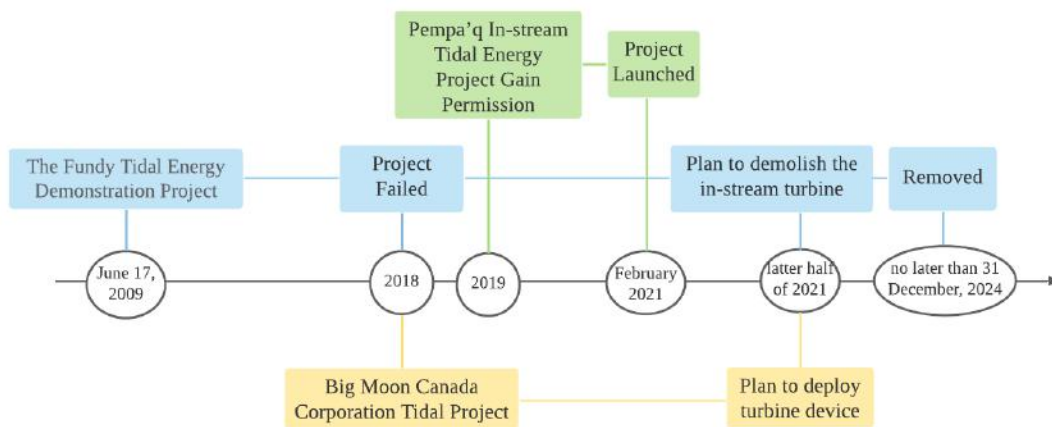 Pempa’q In-stream
Tidal Energy
Project Gain
Permission
Project
Launched
The Fundy Tidal Energy
Demonstration Project
Project
Failed
Plan to demolish the
in-stream turbine
Removed
June 17,
2009
2018
2019
February
2021
latter half
of 2021
no later than 31
December, 2024
Big Moon Canada
Corporation Tidal Project
Plan to deploy
turbine device